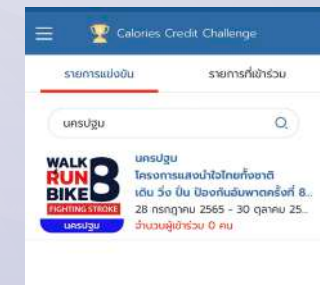 Calories Credit Challenge
รายการแข่งขัน รายการที่เข้าร่วม
นครปฐม
WALK
RUN
BIKE
8
FIGHTING STROKE
นครปฐม
นครปฐม
โครงการแสงนำใจไทยทั้งชาติ
เดิน วิ่ง ปั่น ป้องกันอัมพาตครั้งที่ 8...
28 กรกฎาคม 2565 - 30 ตุลาคม 25...
จำนวนผู้เข้าร่วม 0 คน